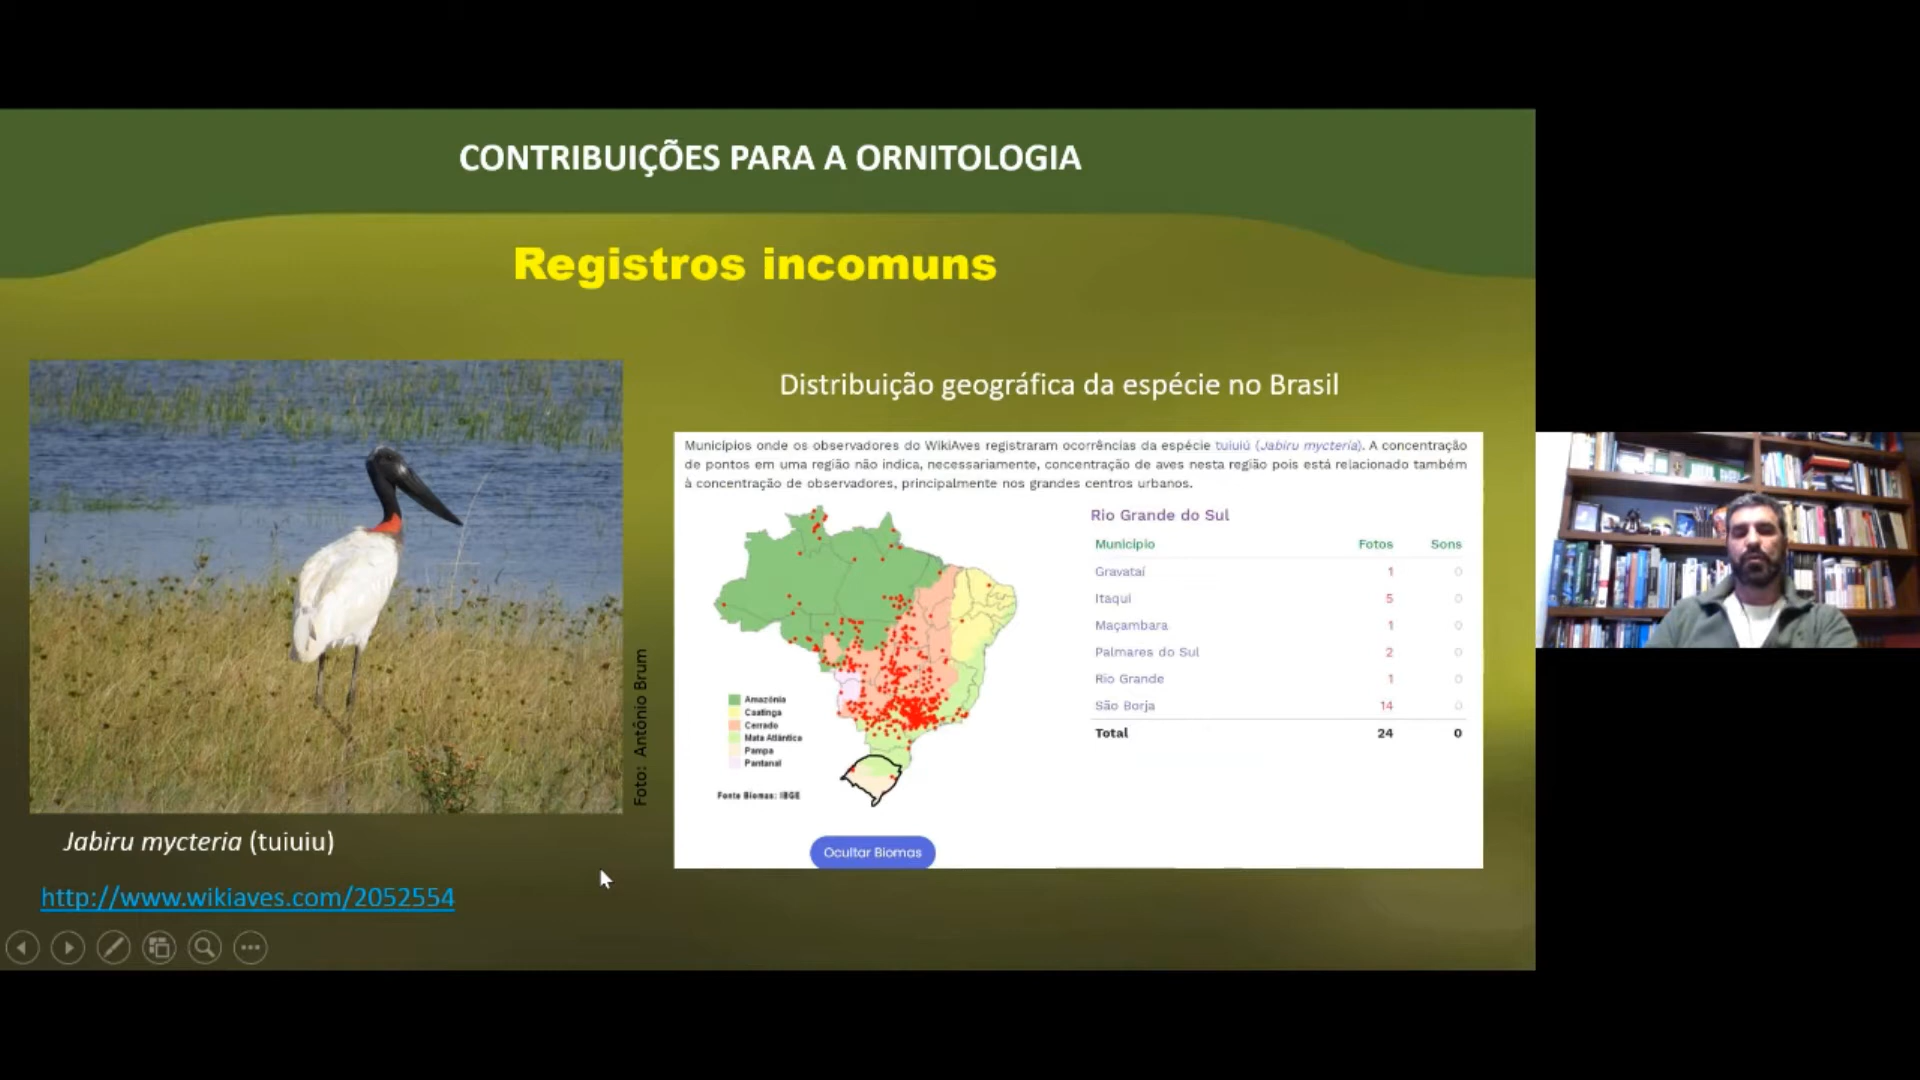 CONTRIBUIÇÕES PARA A ORNITOLOGIA
Registros incomuns
Foto: Antônio Brum
Jabiru mycteria (tuiuiu)
http://www.wikiaves.com/2052554
Distribuição geográfica da espécie no Brasil
Municípios onde os observadores do WikiAves registraram ocorrências da espécie tuiuiú (Jabiru mycteria). A concentração
de pontos em uma região não indica, necessariamente, concentração de aves nesta região pois está relacionado também
à concentração de observadores, principalmente nos grandes centros urbanos.
Amazônia
Caatinga
Cerrado
Mata Atlântica
Pampa
Pantanal
Fonte Biomas: IBGE
Ocultar Biomas
Rio Grande do Sul
Município Fotos Sons
Gravataí 1 0
Itaqui 5 0
Maçambara 1 0
Palmares do Sul 2 0
Rio Grande 1 0
São Borja 14 0
Total 24 0